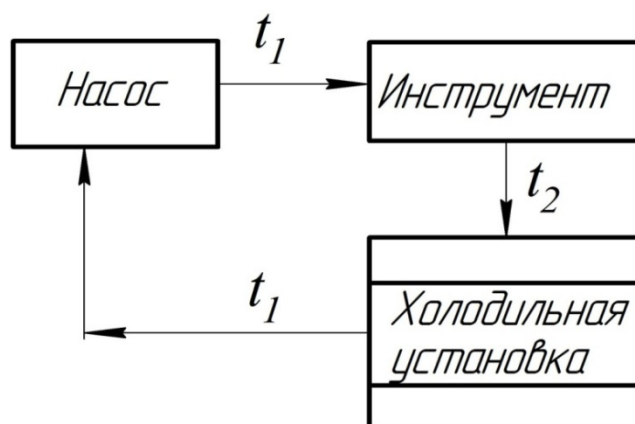 t1
Насос
Инструмент
t2
t1
Холодильная
установка